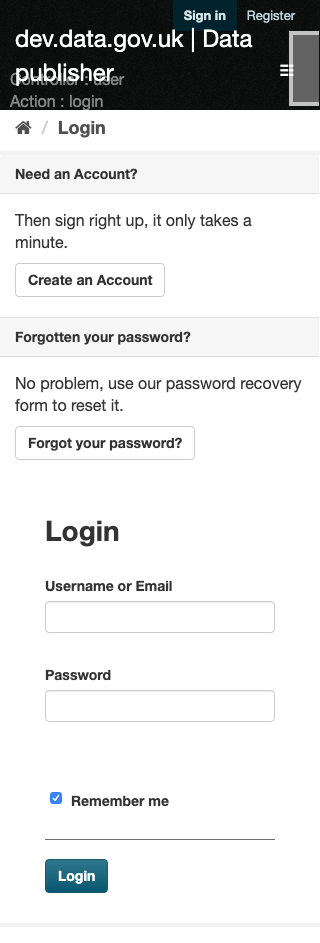 Sign in Register
dev.data.gov.uk | Data
publisher
Controller : user
Action : login
/ Login
Need an Account?
Then sign right up, it only takes a
minute.
Create an Account
Forgotten your password?
No problem, use our password recovery
form to reset it.
Forgot your password?
Login
Username or Email
Password
Remember me
Login